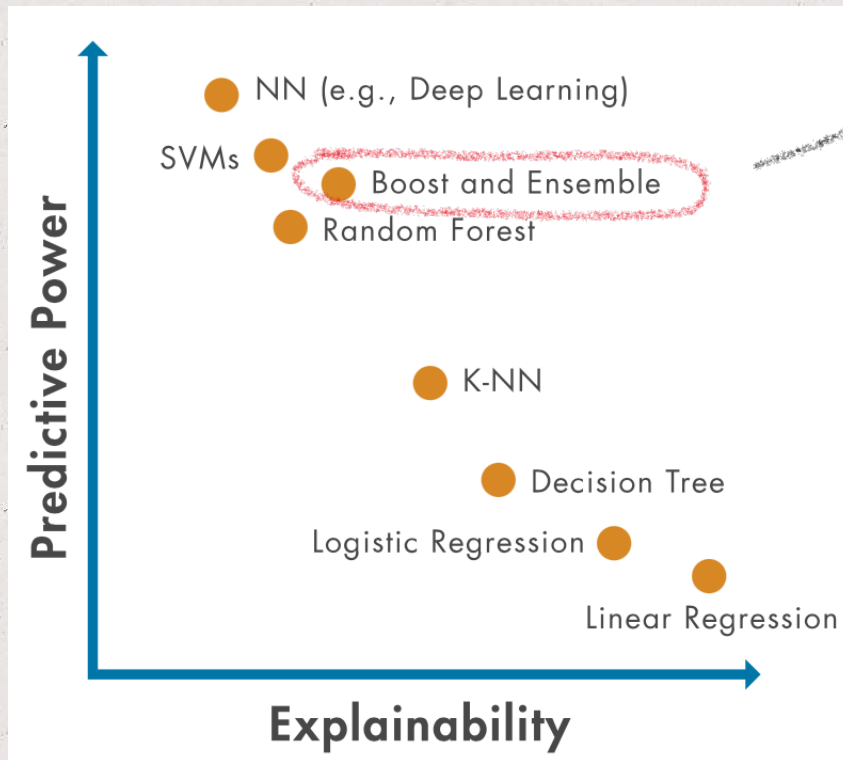 NN (e.g., Deep Learning)
SVMs
Boost and Ensemble
Random Forest
K-NN
Decision Tree
Logistic Regression
Linear Regression
Predictive Power
Explainability